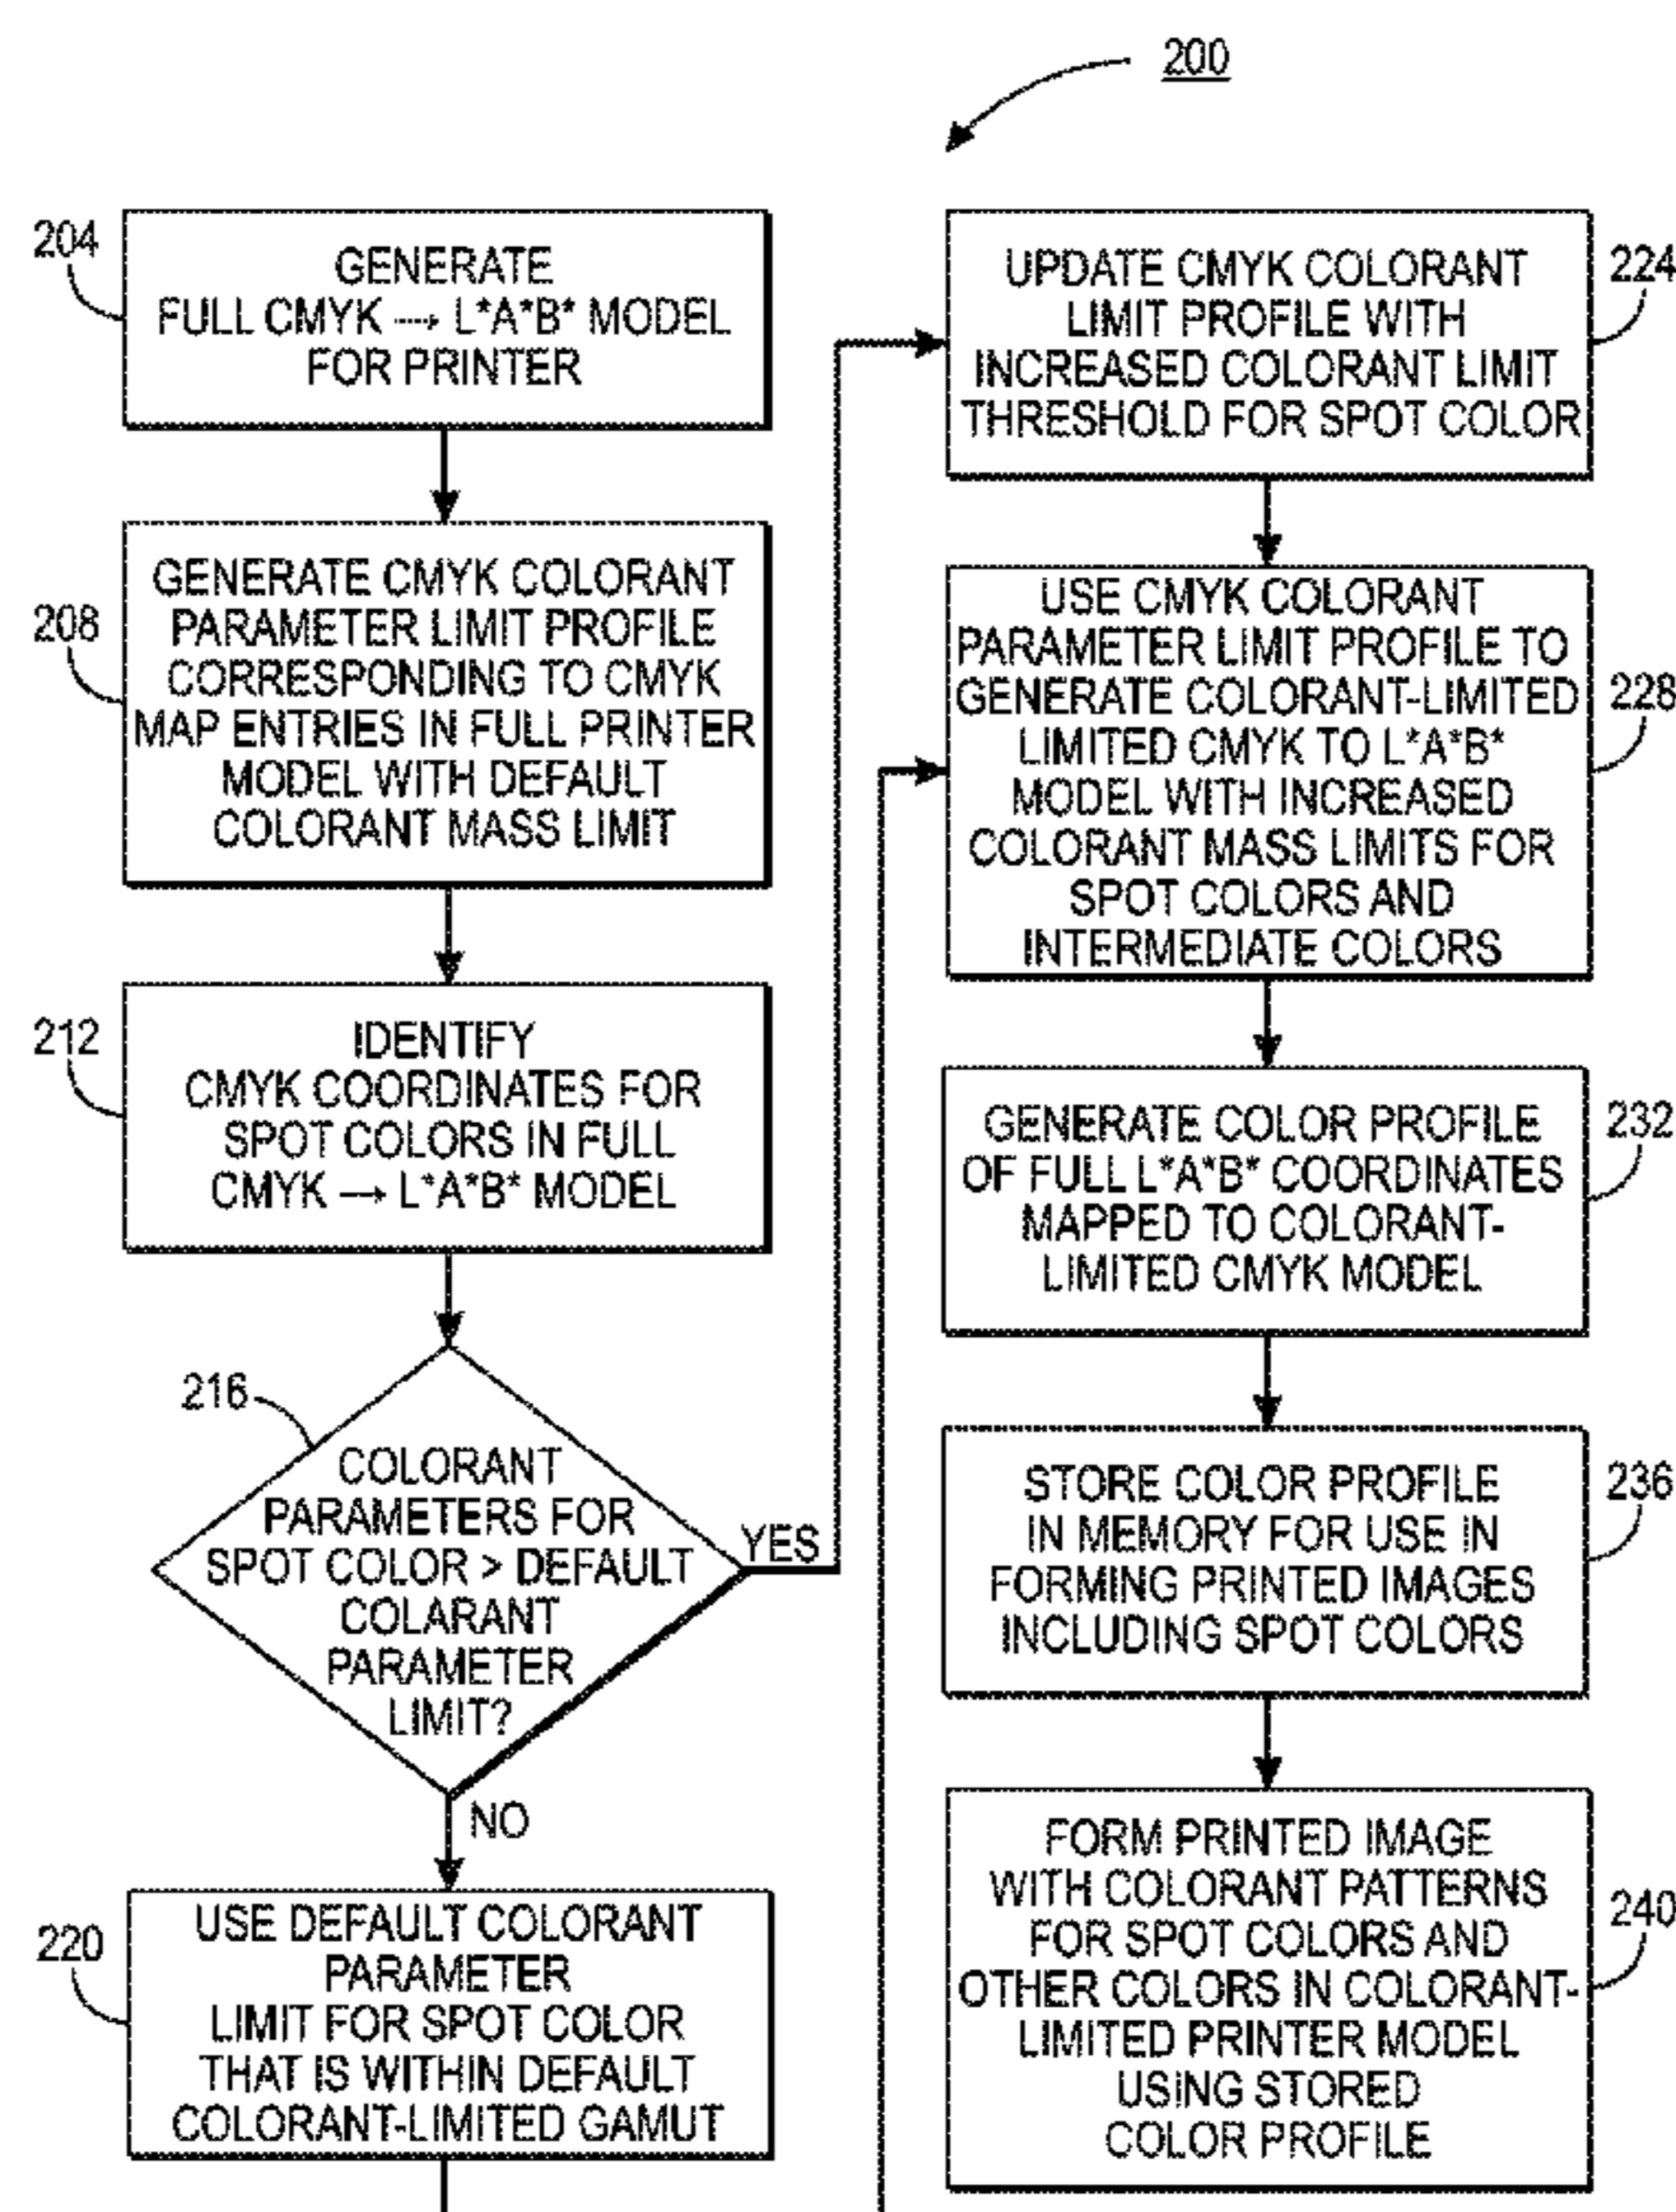 200
204
GENERATE
FULL CMYK → L*A*B* MODEL
FOR PRINTER
208
GENERATE CMYK COLORANT
PARAMETER LIMIT PROFILE
CORRESPONDING TO CMYK
MAP ENTRIES IN FULL PRINTER
MODEL WITH DEFAULT
COLORANT MASS LIMIT
212
IDENTIFY
CMYK COORDINATES FOR
SPOT COLORS IN FULL
CMYK → L*A*B* MODEL
216
COLORANT
PARAMETERS FOR
SPOT COLOR > DEFAULT
COLARANT
PARAMETER
LIMIT?
YES
NO
220
USE DEFAULT COLORANT
PARAMETER
LIMIT FOR SPOT COLOR
THAT IS WITHIN DEFAULT
COLORANT-LIMITED GAMUT
224
UPDATE CMYK COLORANT
LIMIT PROFILE WITH
INCREASED COLORANT LIMIT
THRESHOLD FOR SPOT COLOR
228
USE CMYK COLORANT
PARAMETER LIMIT PROFILE TO
GENERATE COLORANT-LIMITED
LIMITED CMYK TO L*A*B*
MODEL WITH INCREASED
COLORANT MASS LIMITS FOR
SPOT COLORS AND
INTERMEDIATE COLORS
232
GENERATE COLOR PROFILE
OF FULL L*A*B* COORDINATES
MAPPED TO COLORANT-
LIMITED CMYK MODEL
236
STORE COLOR PROFILE
IN MEMORY FOR USE IN
FORMING PRINTED IMAGES
INCLUDING SPOT COLORS
240
FORM PRINTED IMAGE
WITH COLORANT PATTERNS
FOR SPOT COLORS AND
OTHER COLORS IN COLORANT-
LIMITED PRINTER MODEL
USING STORED
COLOR PROFILE